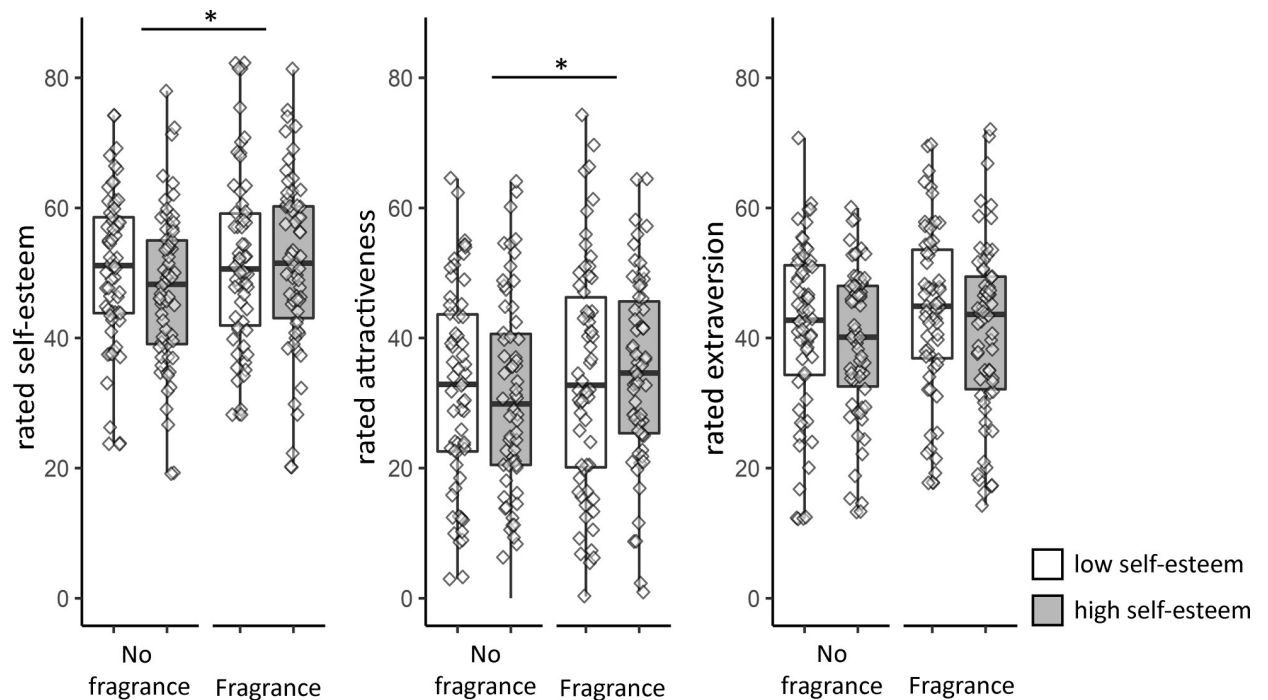 *
80
60
40
20
0
rated self-esteem
No
fragrance
Fragrance
*
80
60
40
20
0
rated attractiveness
No
fragrance
Fragrance
80
60
40
20
0
rated extraversion
No
fragrance
Fragrance
low self-esteem
high self-esteem